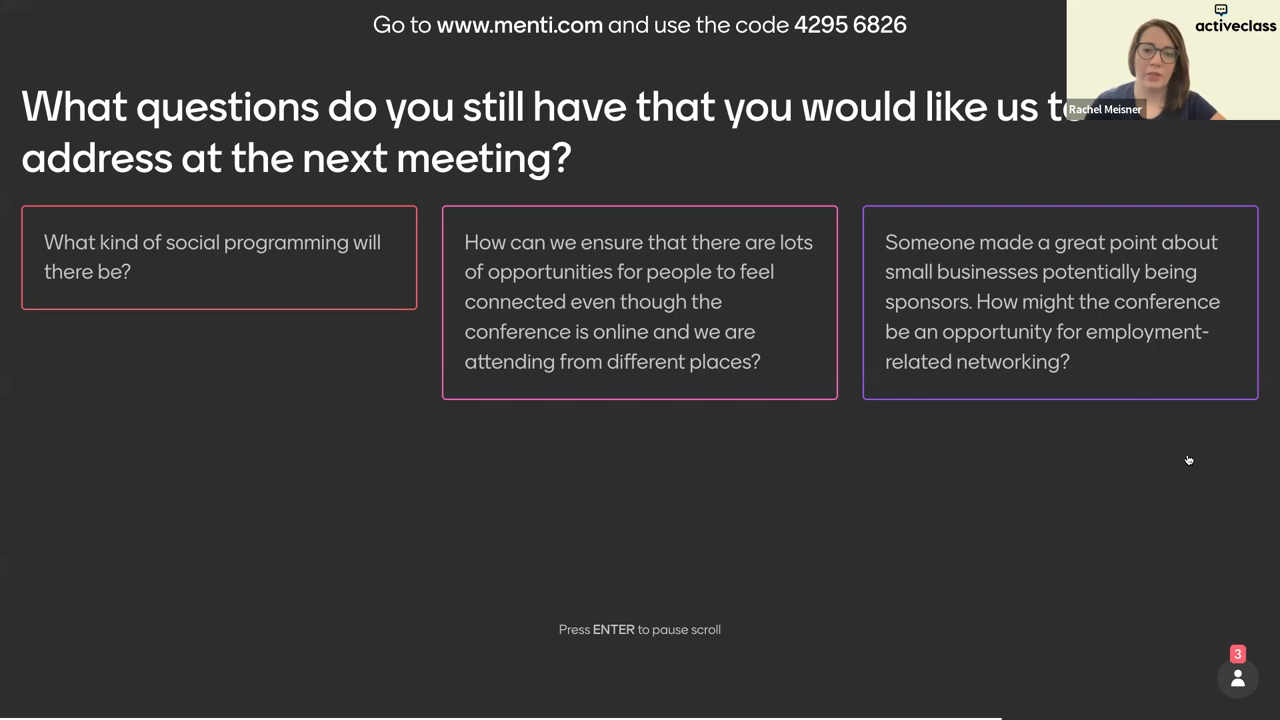 Go to www.menti.com and use the code 4295 6826
activeclass
Rachel Meisner
What questions do you still have that you would like us to
address at the next meeting?
What kind of social programming will
there be?
How can we ensure that there are lots
of opportunities for people to feel
connected even though the
conference is online and we are
attending from different places?
Someone made a great point about
small businesses potentially being
sponsors. How might the conference
be an opportunity for employment-
related networking?
Press ENTER to pause scroll
3